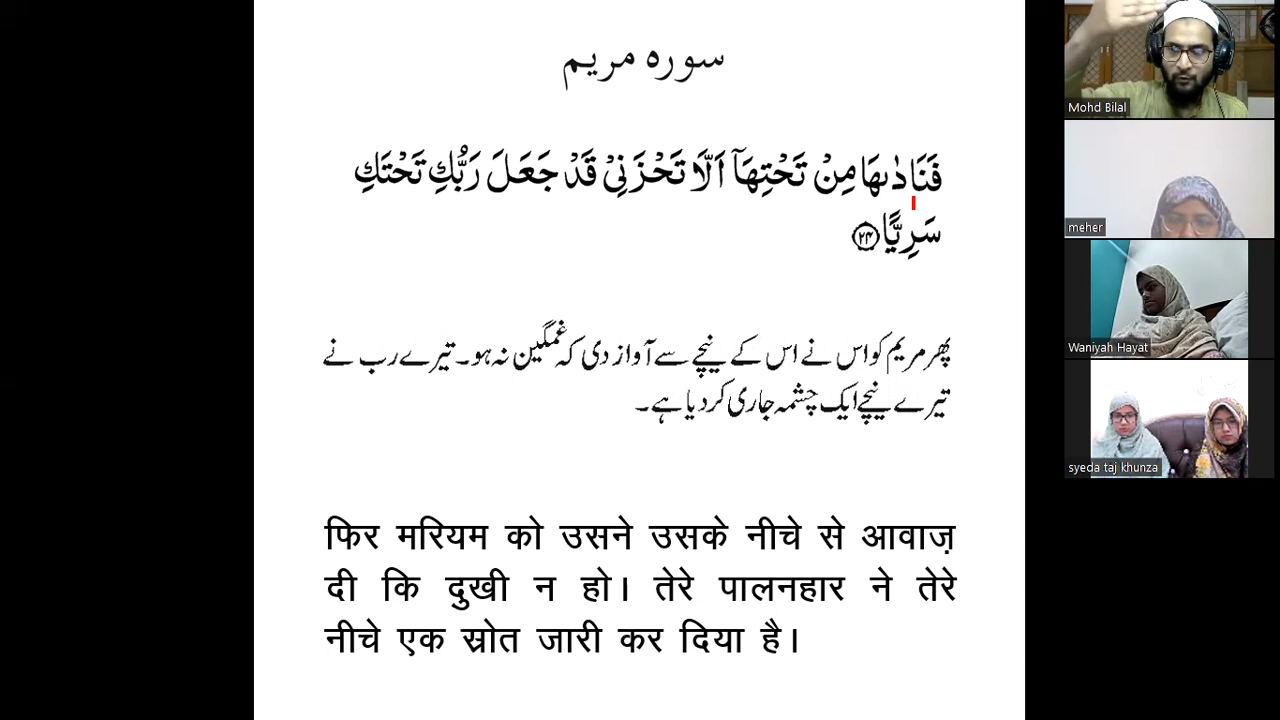 سورہ مریم
فَنَادٰىهَا مِنْ تَحْتِهَآ اَلَّا تَحْزَنِيْ قَدْ جَعَلَ رَبُّكِ تَحْتَكِ
سَرِيًّا ۝۲۴
پھر مریم کو اس نے اس کے نیچے سے آواز دی کہ غمگین نہ ہو۔ تیرے رب نے
تیرے نیچے ایک چشمہ جاری کر دیا ہے۔
फिर मरियम को उसने उसके नीचे से आवाज़
दी कि दुखी न हो। तेरे पालनहार ने तेरे
नीचे एक स्रोत जारी कर दिया है।
Mohd Bilal
meher
Waniyah Hayat
syeda taj khunza